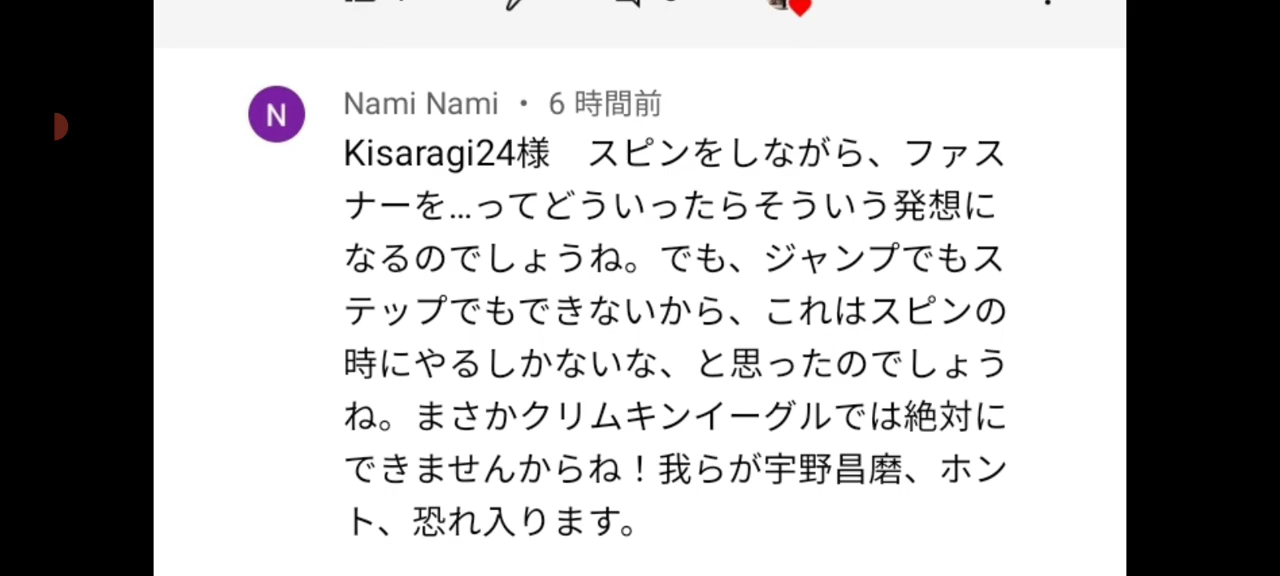 N
Nami Nami ・ 6 時間前
Kisaragi24様　スピンをしながら、ファス
ナーを…ってどういったらそういう発想に
なるのでしょうね。でも、ジャンプでもス
テップでもできないから、これはスピンの
時にやるしかないな、と思ったのでしょう
ね。まさかクリムキンイーグルでは絶対に
できませんからね！我らが宇野昌磨、ホン
ト、恐れ入ります。